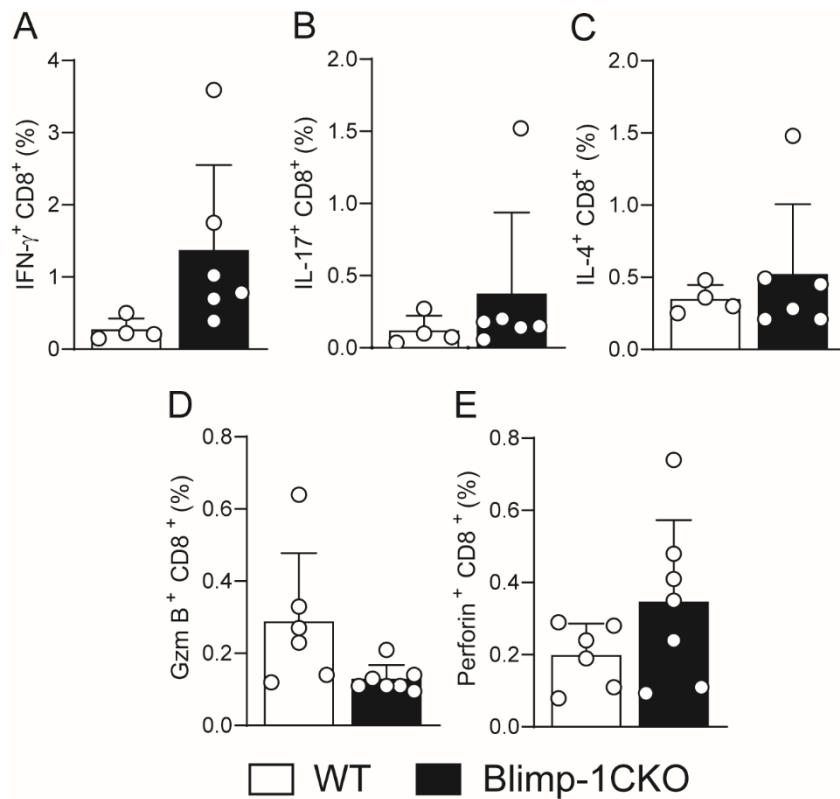 A
IFN-γ⁺ CD8⁺ (%)
4
3
2
1
0
B
IL-17⁺ CD8⁺ (%)
2.0
1.5
1.0
0.5
0.0
C
IL-4⁺ CD8⁺ (%)
2.0
1.5
1.0
0.5
0.0
D
Gzm B⁺ CD8⁺ (%)
0.8
0.6
0.4
0.2
0.0
E
Perforin⁺ CD8⁺ (%)
0.8
0.6
0.4
0.2
0.0
WT Blimp-1CKO